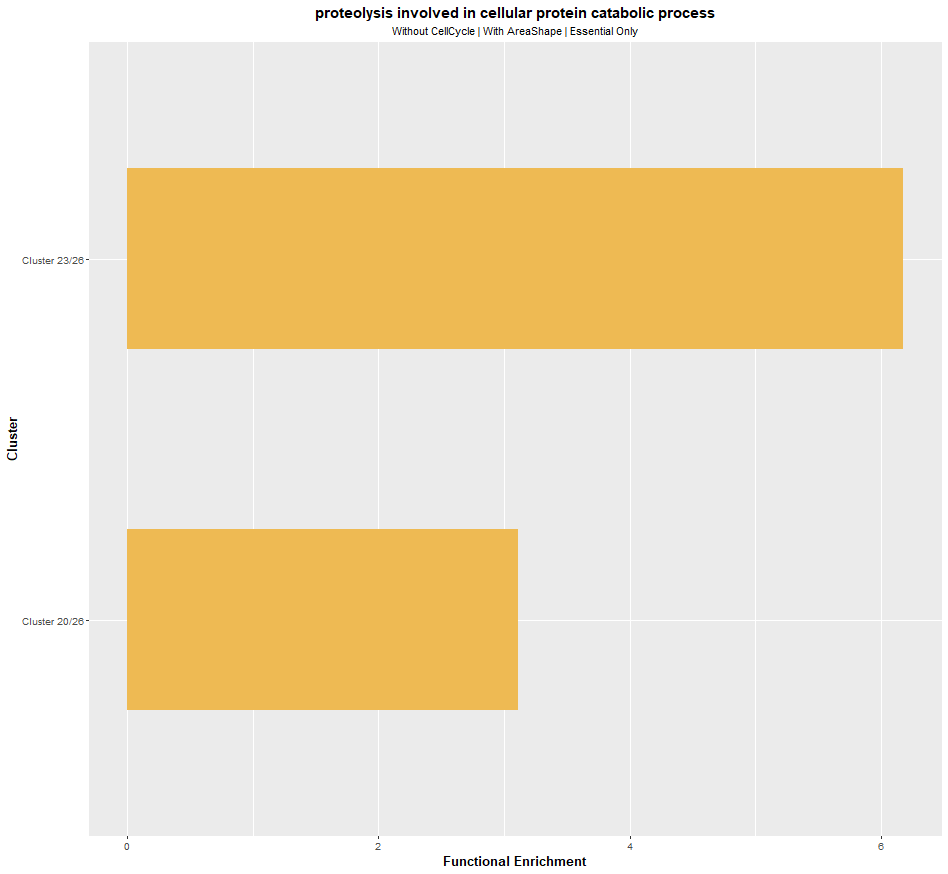 proteolysis involved in cellular protein catabolic process
Without CellCycle | With AreaShape | Essential Only
Cluster
Cluster 23/26
Cluster 20/26
0 2 4 6
Functional Enrichment